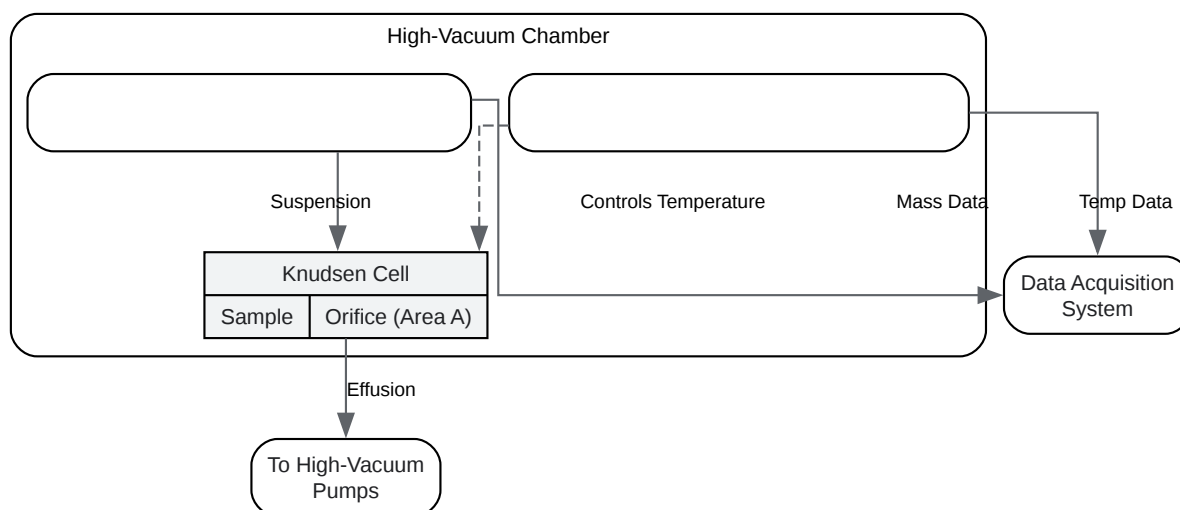 High-Vacuum Chamber
Suspension
Controls Temperature
Mass Data
Temp Data
Knudsen Cell
Sample
Orifice (Area A)
Data Acquisition
System
Effusion
To High-Vacuum
Pumps